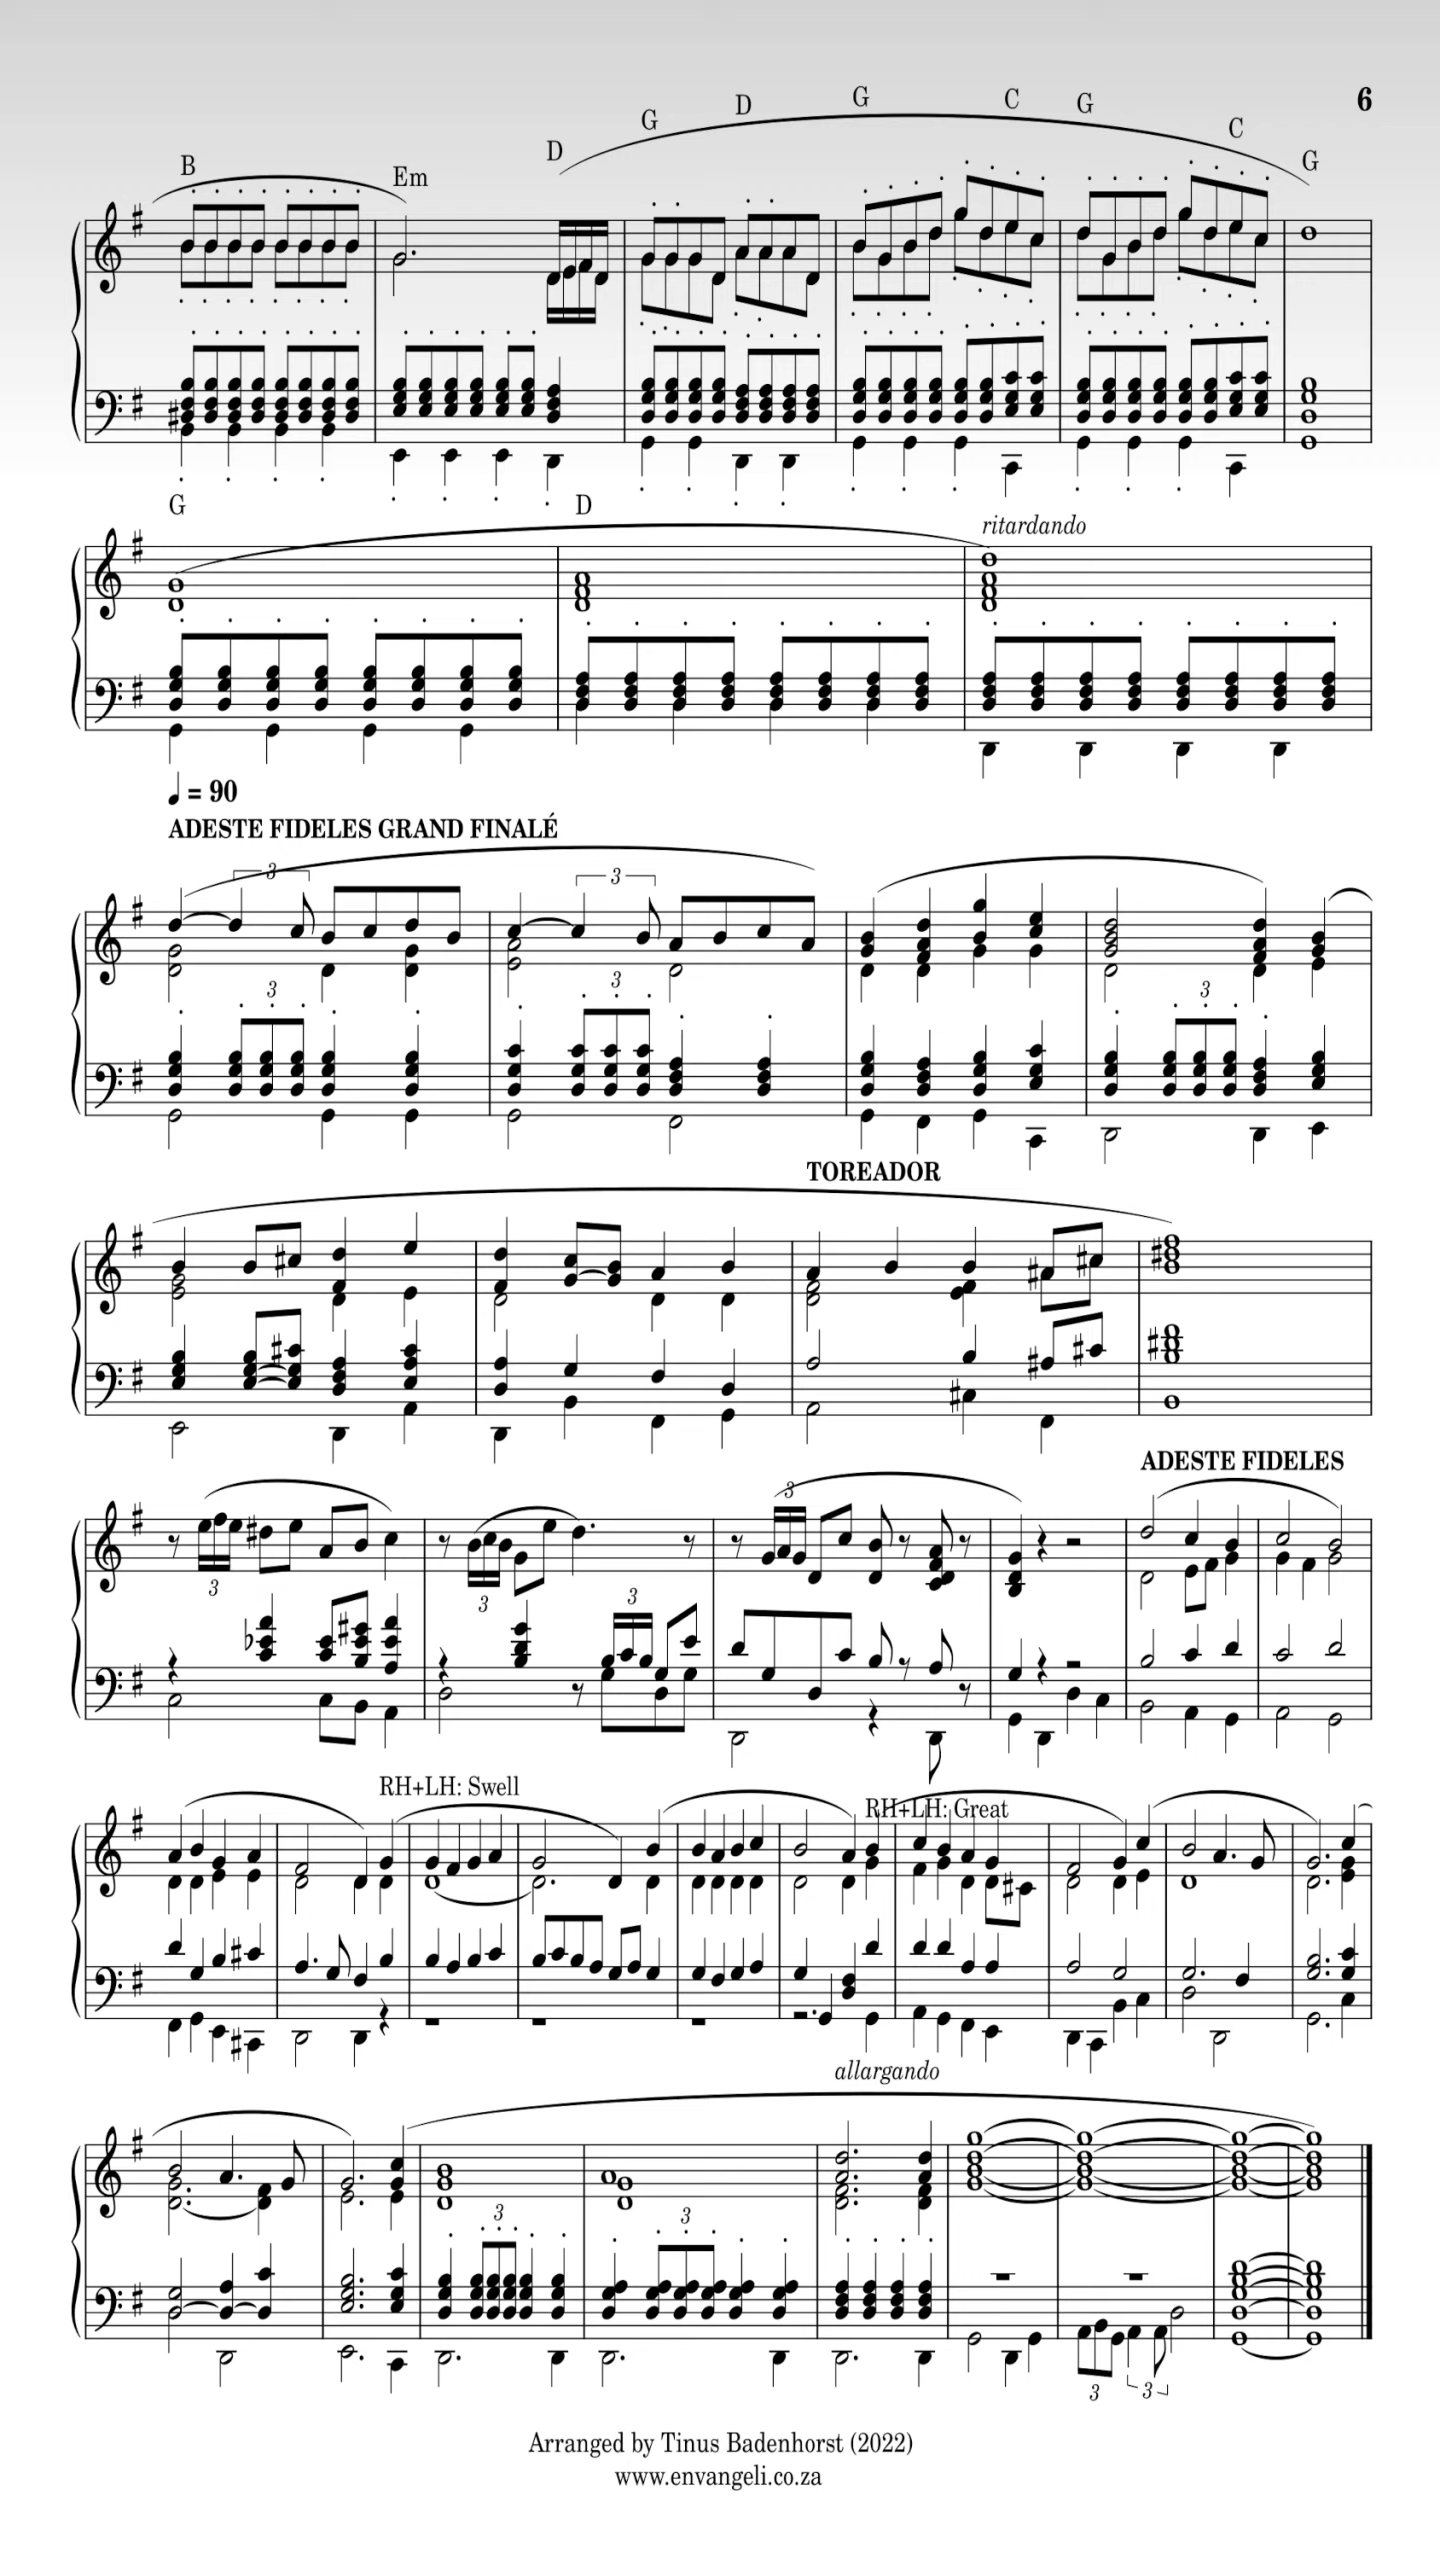 6
B Em D G D G C G C G
G D ritardando
= 90
ADESTE FIDELES GRAND FINALÉ
3 3
3 3 3
TOREADOR
ADESTE FIDELES
3
3 3 3
RH+LH: Swell
RH+LH: Great
allargando
3 3
3 3
Arranged by Tinus Badenhorst (2022)
www.envangeli.co.za